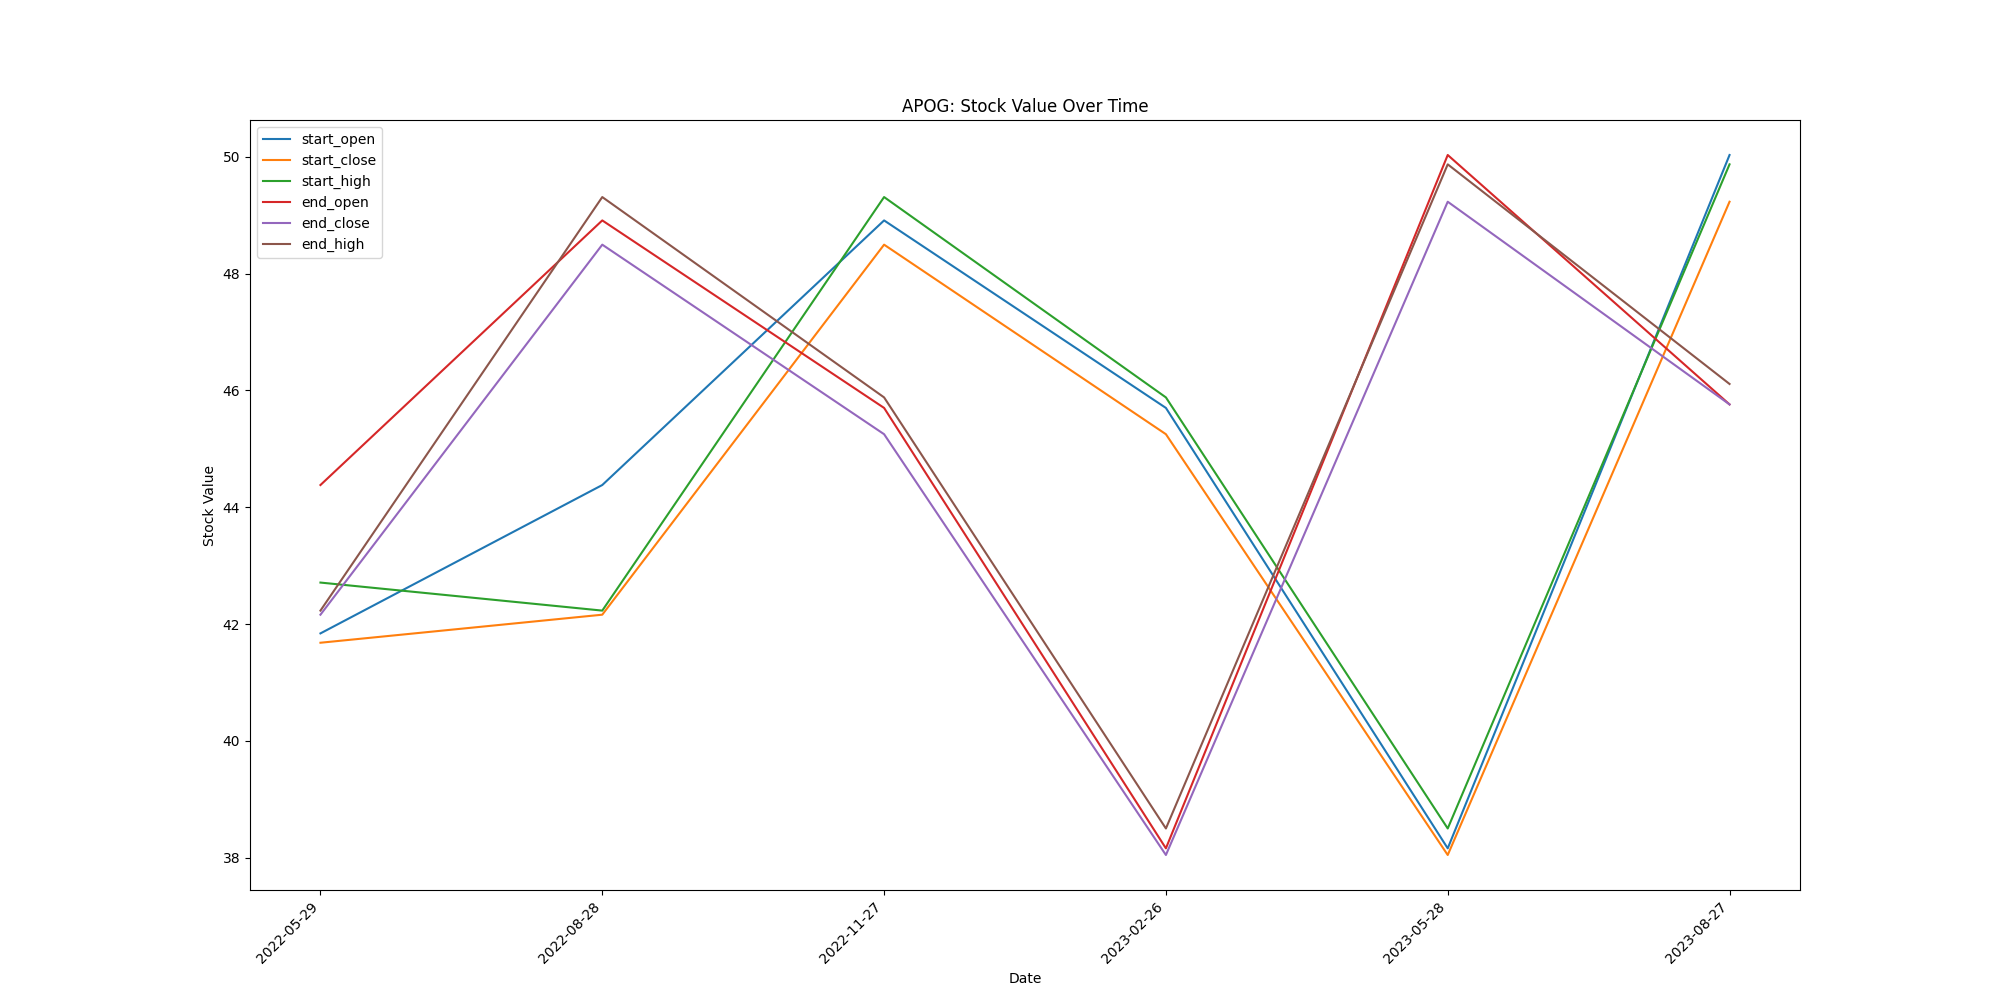 APOG: Stock Value Over Time
start_open
start_close
start_high
end_open
end_close
end_high
Stock Value
50
48
46
44
42
40
38
2022-05-29
2022-08-28
2022-11-27
2023-02-26
2023-05-28
2023-08-27
Date